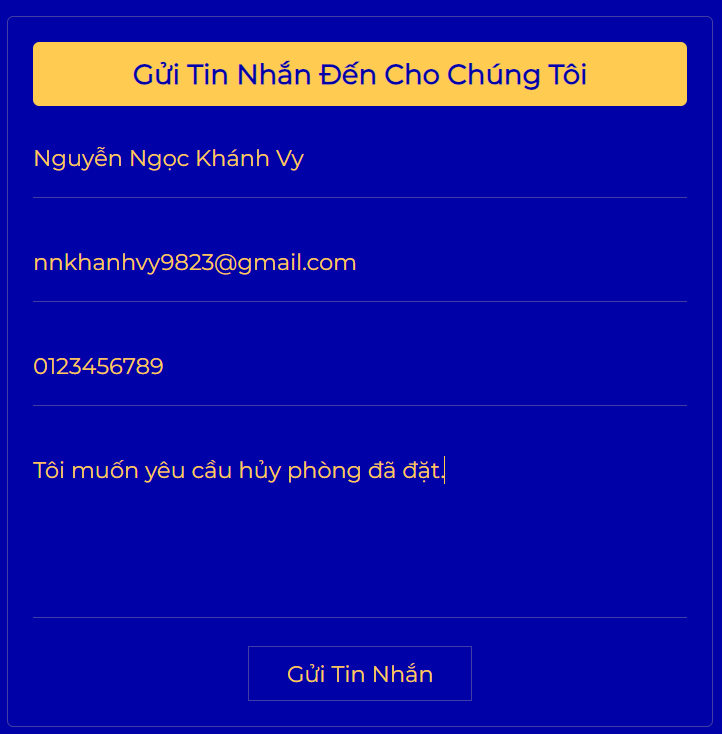 Gửi Tin Nhắn Đến Cho Chúng Tôi
Nguyễn Ngọc Khánh Vy
nnkhanhvy9823@gmail.com
0123456789
Tôi muốn yêu cầu hủy phòng đã đặt.
Gửi Tin Nhắn